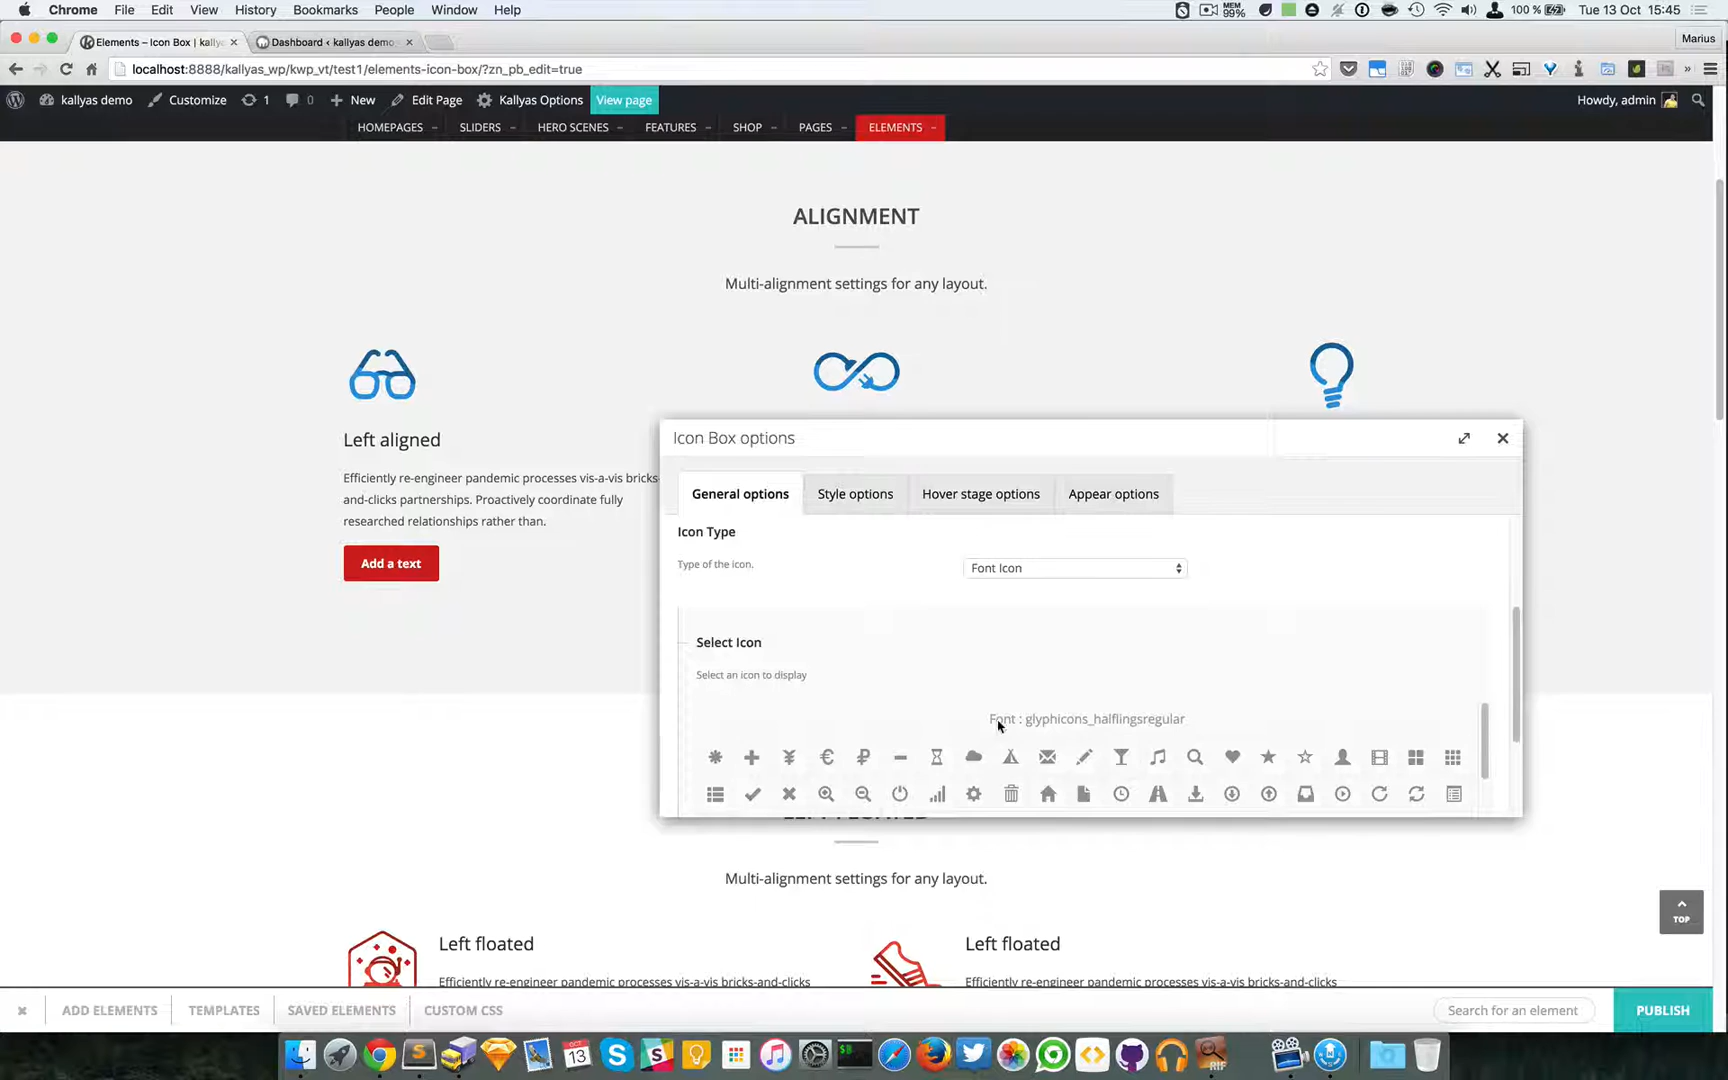 Chrome File Edit View History Bookmarks People Window Help MEM 99% 100 % Tue 13 Oct 15:45
Elements – Icon Box | kally Dashboard ‹ kallyas demo Marius
localhost:8888/kallyas_wp/kwp_vt/test1/elements-icon-box/?zn_pb_edit=true
kallyas demo Customize 1 0 New Edit Page Kallyas Options View page Howdy, admin
HOMEPAGES SLIDERS HERO SCENES FEATURES SHOP PAGES ELEMENTS
ALIGNMENT
Multi-alignment settings for any layout.
Left aligned
Efficiently re-engineer pandemic processes vis-a-vis bricks-
and-clicks partnerships. Proactively coordinate fully
researched relationships rather than.
Add a text
Icon Box options
General options Style options Hover stage options Appear options
Icon Type
Type of the icon. Font Icon
Select Icon
Select an icon to display
Font : glyphicons_halflingsregular
Multi-alignment settings for any layout.
Left floated Left floated
Efficiently re-engineer pandemic processes vis-a-vis bricks-and-clicks Efficiently re-engineer pandemic processes vis-a-vis bricks-and-clicks
TOP
ADD ELEMENTS TEMPLATES SAVED ELEMENTS CUSTOM CSS Search for an element PUBLISH